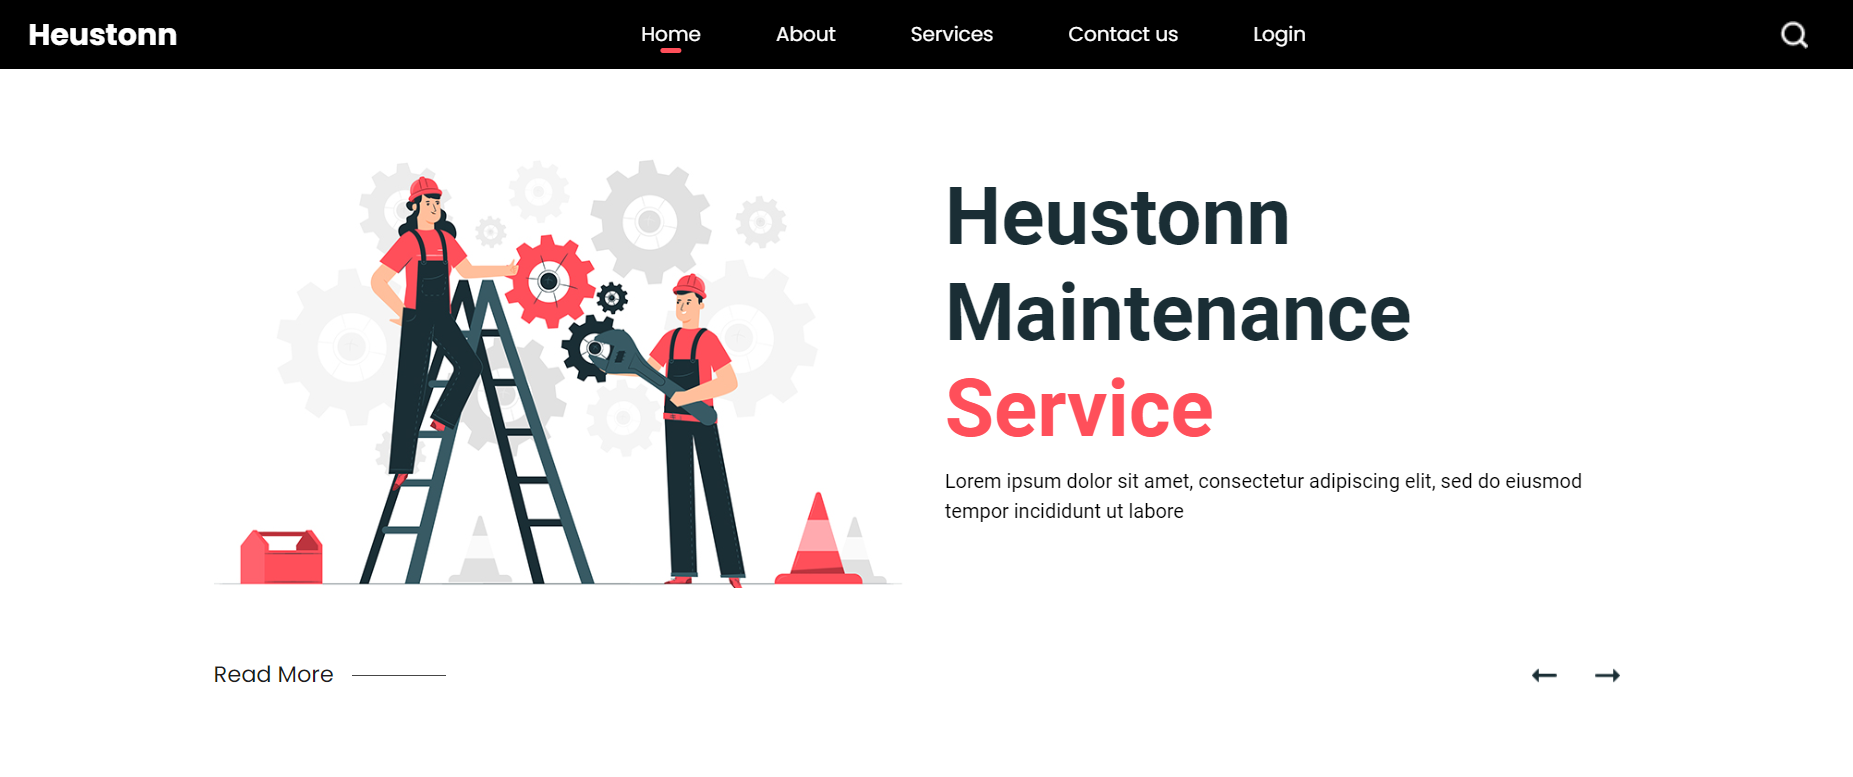 Heustonn
Home
About
Services
Contact us
Login
Heustonn
Maintenance
Service
Lorem ipsum dolor sit amet, consectetur adipiscing elit, sed do eiusmod
tempor incididunt ut labore
Read More